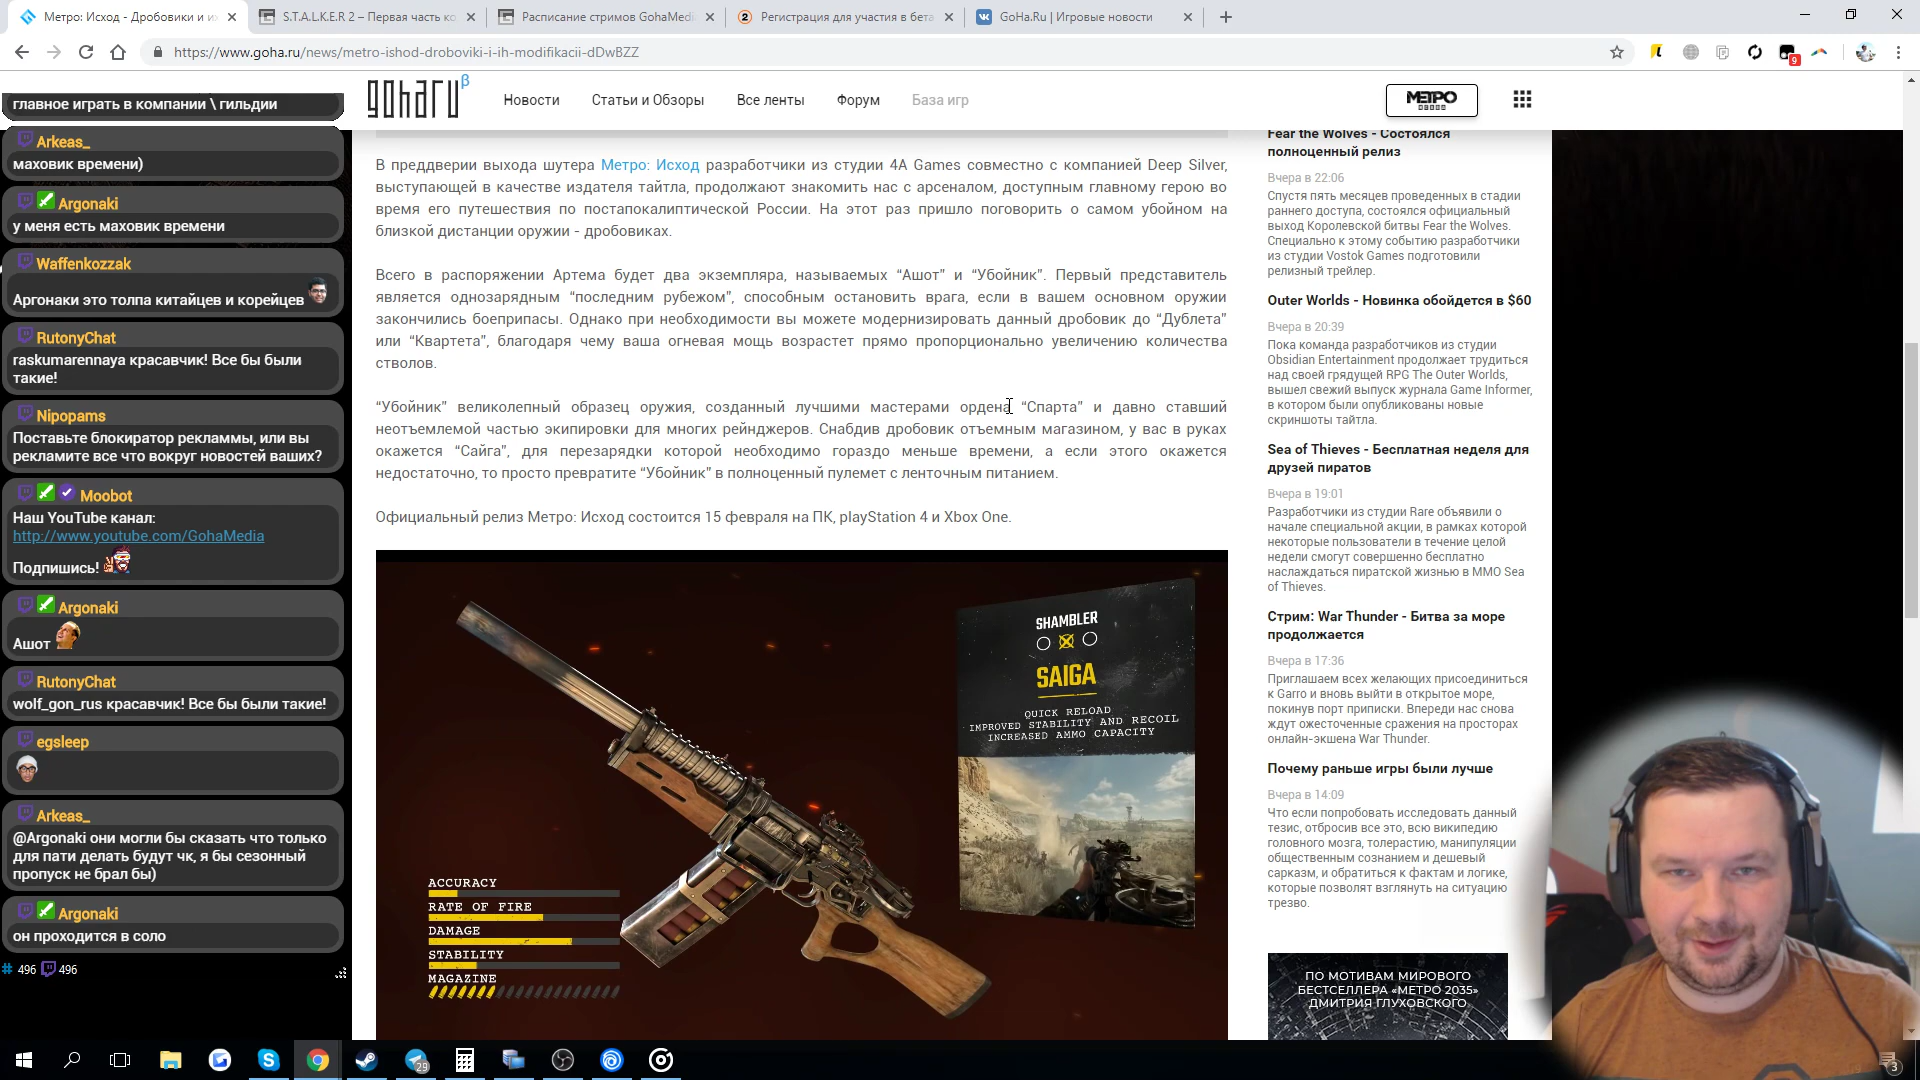 Метро: Исход - Дробовики и их
S.T.A.L.K.E.R 2 – Первая часть ко
Расписание стримов GohaMedi
Регистрация для участия в бета
GoHa.Ru | Игровые новости
https://www.goha.ru/news/metro-ishod-droboviki-i-ih-modifikacii-dDwBZZ
9
goharu β
Новости
Статьи и Обзоры
Все ленты
Форум
База игр
МЕТРО
главное играть в компании \ гильдии
Arkeas_
маховик времени)
Argonaki
у меня есть маховик времени
Waffenkozzak
Аргонаки это толпа китайцев и корейцев
RutonyChat
raskumarennaya красавчик! Все бы были
такие!
Nipopams
Поставьте блокиратор рекламмы, или вы
рекламите все что вокруг новостей ваших?
Moobot
Наш YouTube канал:
http://www.youtube.com/GohaMedia
Подпишись!
Argonaki
Ашот
RutonyChat
wolf_gon_rus красавчик! Все бы были такие!
egsleep
Arkeas_
@Argonaki они могли бы сказать что только
для пати делать будут чк, я бы сезонный
пропуск не брал бы)
Argonaki
он проходится в соло
# 496 496
В преддверии выхода шутера Метро: Исход разработчики из студии 4A Games совместно с компанией Deep Silver,
выступающей в качестве издателя тайтла, продолжают знакомить нас с арсеналом, доступным главному герою во
время его путешествия по постапокалиптической России. На этот раз пришло поговорить о самом убойном на
близкой дистанции оружии - дробовиках.
Всего в распоряжении Артема будет два экземпляра, называемых “Ашот” и “Убойник”. Первый представитель
является однозарядным “последним рубежом”, способным остановить врага, если в вашем основном оружии
закончились боеприпасы. Однако при необходимости вы можете модернизировать данный дробовик до “Дублета”
или “Квартета”, благодаря чему ваша огневая мощь возрастет прямо пропорционально увеличению количества
стволов.
“Убойник” великолепный образец оружия, созданный лучшими мастерами ордена “Спарта” и давно ставший
неотъемлемой частью экипировки для многих рейнджеров. Снабдив дробовик отъемным магазином, у вас в руках
окажется “Сайга”, для перезарядки которой необходимо гораздо меньше времени, а если этого окажется
недостаточно, то просто превратите “Убойник” в полноценный пулемет с ленточным питанием.
Официальный релиз Метро: Исход состоится 15 февраля на ПК, playStation 4 и Xbox One.
SHAMBLER
SAIGA
QUICK RELOAD
IMPROVED STABILITY AND RECOIL
INCREASED AMMO CAPACITY
ACCURACY
RATE OF FIRE
DAMAGE
STABILITY
MAGAZINE
Fear the Wolves - Состоялся
полноценный релиз
Вчера в 22:06
Спустя пять месяцев проведенных в стадии
раннего доступа, состоялся официальный
выход Королевской битвы Fear the Wolves.
Специально к этому событию разработчики
из студии Vostok Games подготовили
релизный трейлер.
Outer Worlds - Новинка обойдется в $60
Вчера в 20:39
Пока команда разработчиков из студии
Obsidian Entertainment продолжает трудиться
над своей грядущей RPG The Outer Worlds,
вышел свежий выпуск журнала Game Informer,
в котором были опубликованы новые
скриншоты тайтла.
Sea of Thieves - Бесплатная неделя для
друзей пиратов
Вчера в 19:01
Разработчики из студии Rare объявили о
начале специальной акции, в рамках которой
некоторые пользователи в течение целой
недели смогут совершенно бесплатно
наслаждаться пиратской жизнью в ММО Sea
of Thieves.
Стрим: War Thunder - Битва за море
продолжается
Вчера в 17:36
Приглашаем всех желающих присоединиться
к Garro и вновь выйти в открытое море,
покинув порт приписки. Впереди нас снова
ждут ожесточенные сражения на просторах
онлайн-экшена War Thunder.
Почему раньше игры были лучше
Вчера в 14:09
Что если попробовать исследовать данный
тезис, отбросив все это, всю википедию
головного мозга, толерастию, манипуляции
общественным сознанием и дешевый
сарказм, и обратиться к фактам и логике,
которые позволят взглянуть на ситуацию
трезво.
ПО МОТИВАМ МИРОВОГО
БЕСТСЕЛЛЕРА «МЕТРО 2035»
ДМИТРИЯ ГЛУХОВСКОГО
29
3